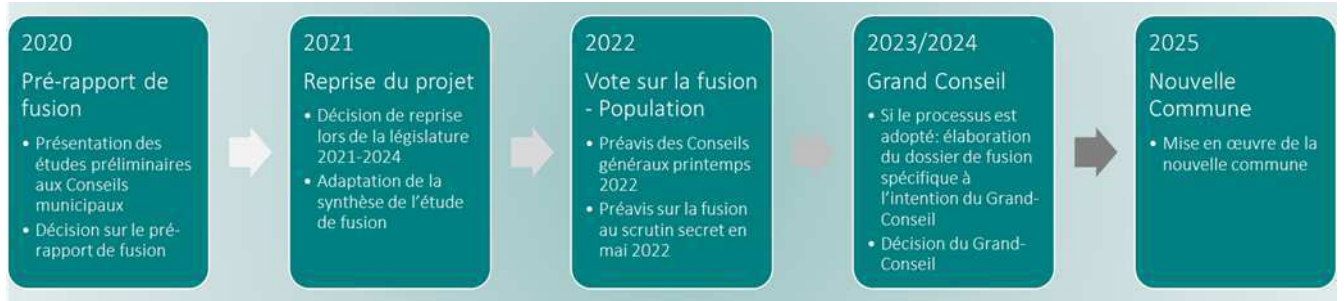 2020
Pré-rapport de
fusion
• Présentation des
études préliminaires
aux Conseils
municipaux
• Décision sur le pré-
rapport de fusion
2021
Reprise du projet
• Décision de reprise
lors de la législature
2021-2024
• Adaptation de la
synthèse de l'étude
de fusion
2022
Vote sur la fusion
- Population
• Préavis des Conseils
généraux printemps
2022
• Préavis sur la fusion
au scrutin secret en
mai 2022
2023/2024
Grand Conseil
• Si le processus est
adopté: élaboration
du dossier de fusion
spécifique à
l'intention du Grand-
Conseil
• Décision du Grand-
Conseil
2025
Nouvelle
Commune
• Mise en œuvre de la
nouvelle commune